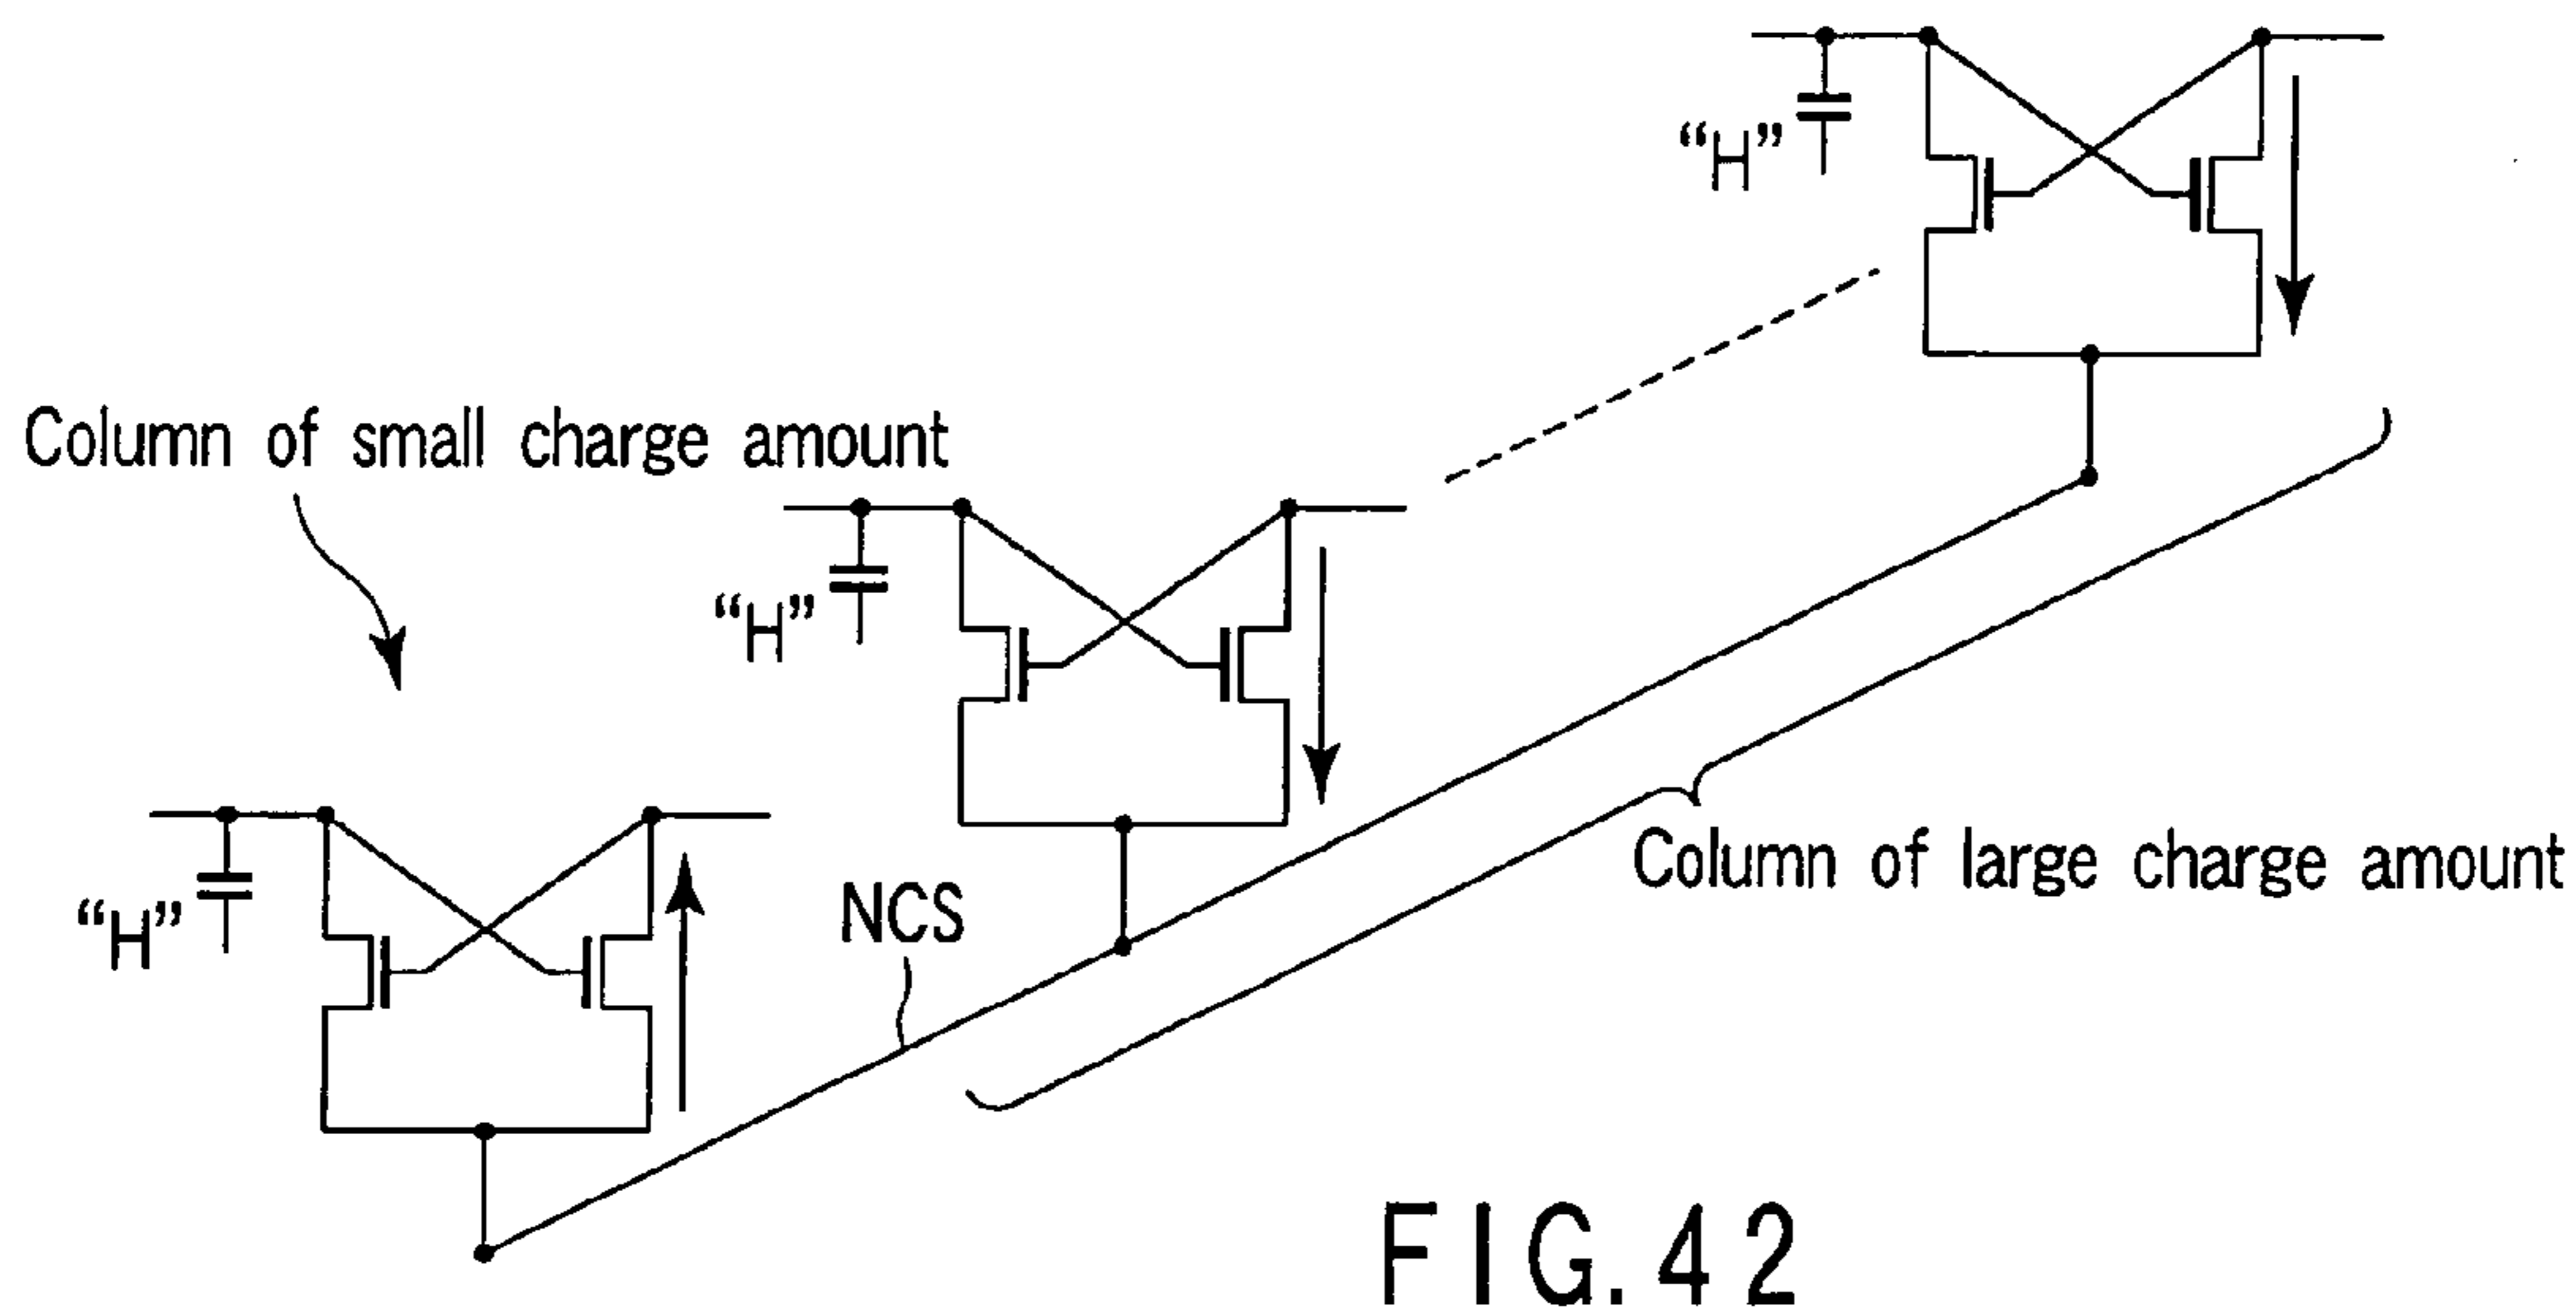 “H”
Column of small charge amount
“H”
Column of large charge amount
NCS
“H”
FIG.42